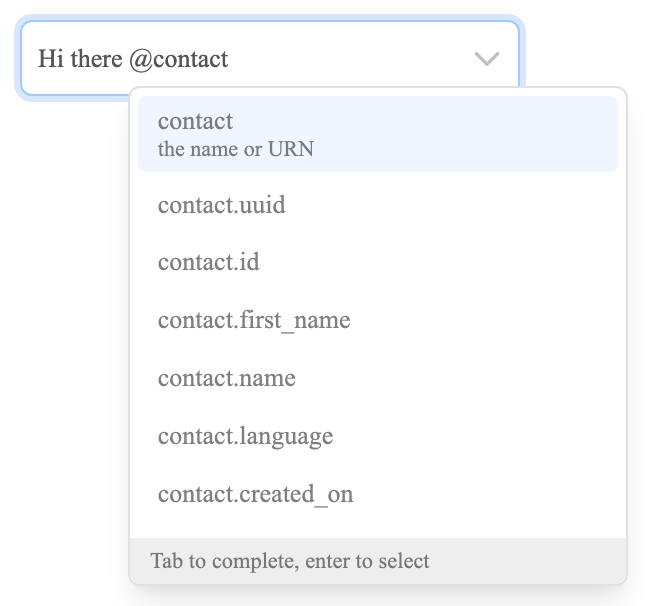 Hi there @contact
contact
the name or URN
contact.uuid
contact.id
contact.first_name
contact.name
contact.language
contact.created_on
Tab to complete, enter to select